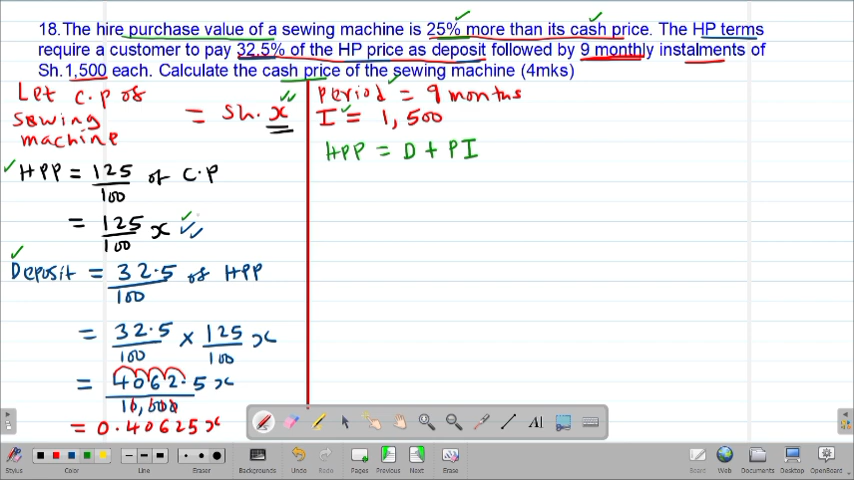 18.The hire purchase value of a sewing machine is 25% more than its cash price. The HP terms
require a customer to pay 32.5% of the HP price as deposit followed by 9 monthly instalments of
Sh.1,500 each. Calculate the cash price of the sewing machine (4mks)
Let C.P of
sewing
machine
= Sh. x
HPP = 125/100 of C.P
= 125/100 x
Deposit = 32.5/100 of HPP
= 32.5/100 × 125/100 x
= 4062.5x/10,000
= 0.40625x
Period = 9 months
I = 1,500
HPP = D + PI
Stylus
Color
Line
Eraser
Backgrounds
Undo
Redo
Pages
Previous
Next
Erase
Board
Web
Documents
Desktop
OpenBoard